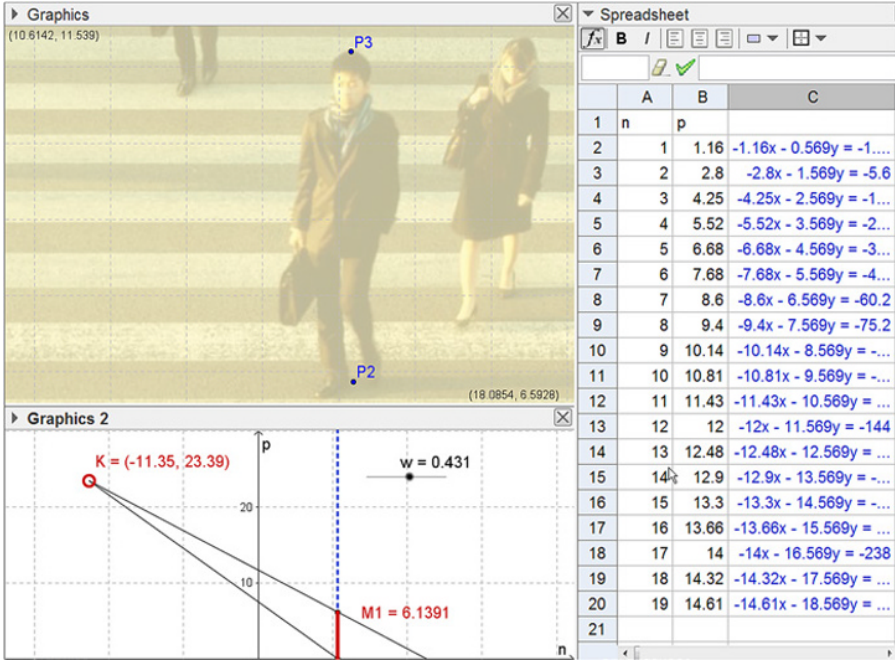 Graphics
(10.6142, 11.539)
P3
P2
(18.0854, 6.5928)
Graphics 2
p
K = (-11.35, 23.39)
w = 0.431
20
10
M1 = 6.1391
n
Spreadsheet
fx B I
A B C
1 n p
2 1 1.16 -1.16x - 0.569y = -1....
3 2 2.8 -2.8x - 1.569y = -5.6
4 3 4.25 -4.25x - 2.569y = -1...
5 4 5.52 -5.52x - 3.569y = -2...
6 5 6.68 -6.68x - 4.569y = -3...
7 6 7.68 -7.68x - 5.569y = -4...
8 7 8.6 -8.6x - 6.569y = -60.2
9 8 9.4 -9.4x - 7.569y = -75.2
10 9 10.14 -10.14x - 8.569y = -...
11 10 10.81 -10.81x - 9.569y = -...
12 11 11.43 -11.43x - 10.569y = ...
13 12 12 -12x - 11.569y = -144
14 13 12.48 -12.48x - 12.569y = ...
15 14 12.9 -12.9x - 13.569y = -...
16 15 13.3 -13.3x - 14.569y = -...
17 16 13.66 -13.66x - 15.569y = ...
18 17 14 -14x - 16.569y = -238
19 18 14.32 -14.32x - 17.569y = ...
20 19 14.61 -14.61x - 18.569y = ...
21